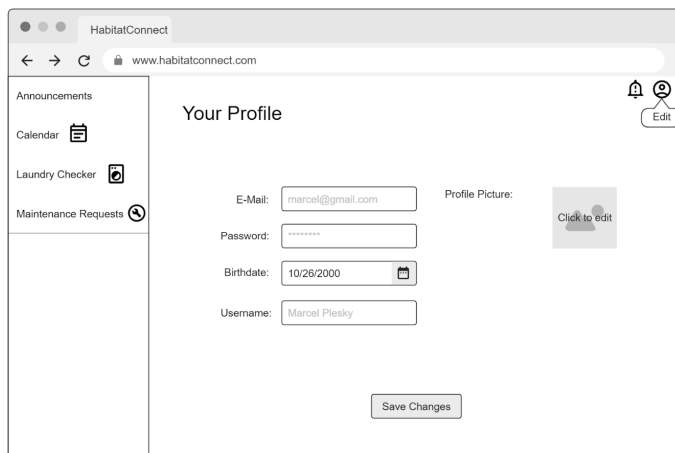 HabitatConnect
www.habitatconnect.com
Announcements
Calendar
Laundry Checker
Maintenance Requests
Edit
Your Profile
E-Mail: marcel@gmail.com
Password: ********
Birthdate: 10/26/2000
Username: Marcel Plesky
Profile Picture:
Click to edit
Save Changes